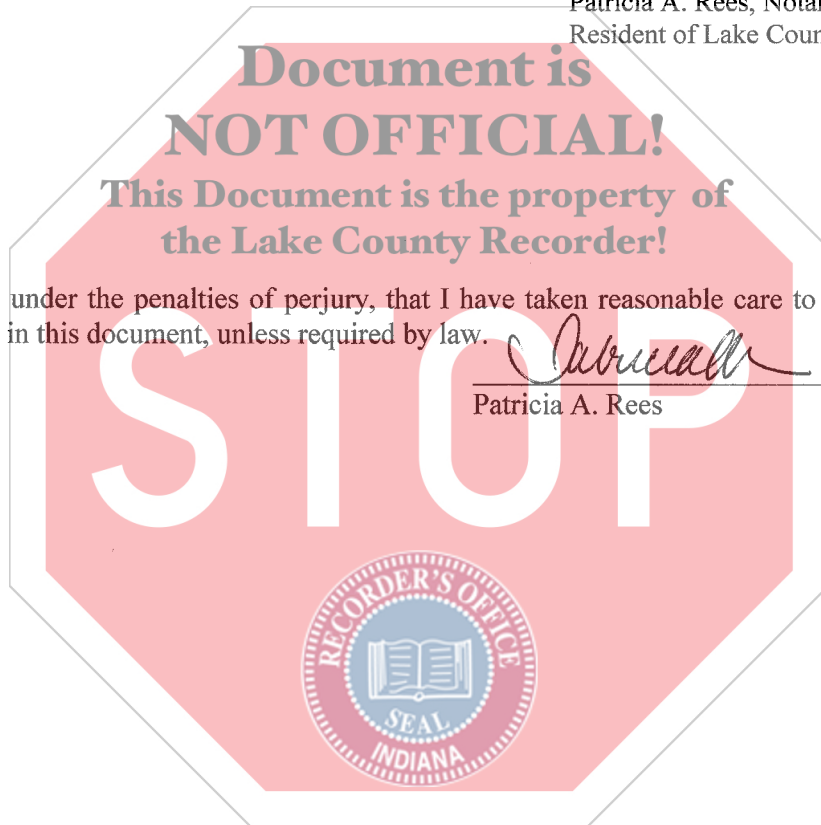 Patricia A. Rees, Notar
Resident of Lake Coun
Document is
NOT OFFICIAL!
This Document is the property of
the Lake County Recorder!
under the penalties of perjury, that I have taken reasonable care to
in this document, unless required by law.
Patricia A. Rees
STOP
RECORDER'S OFFICE
SEAL
INDIANA